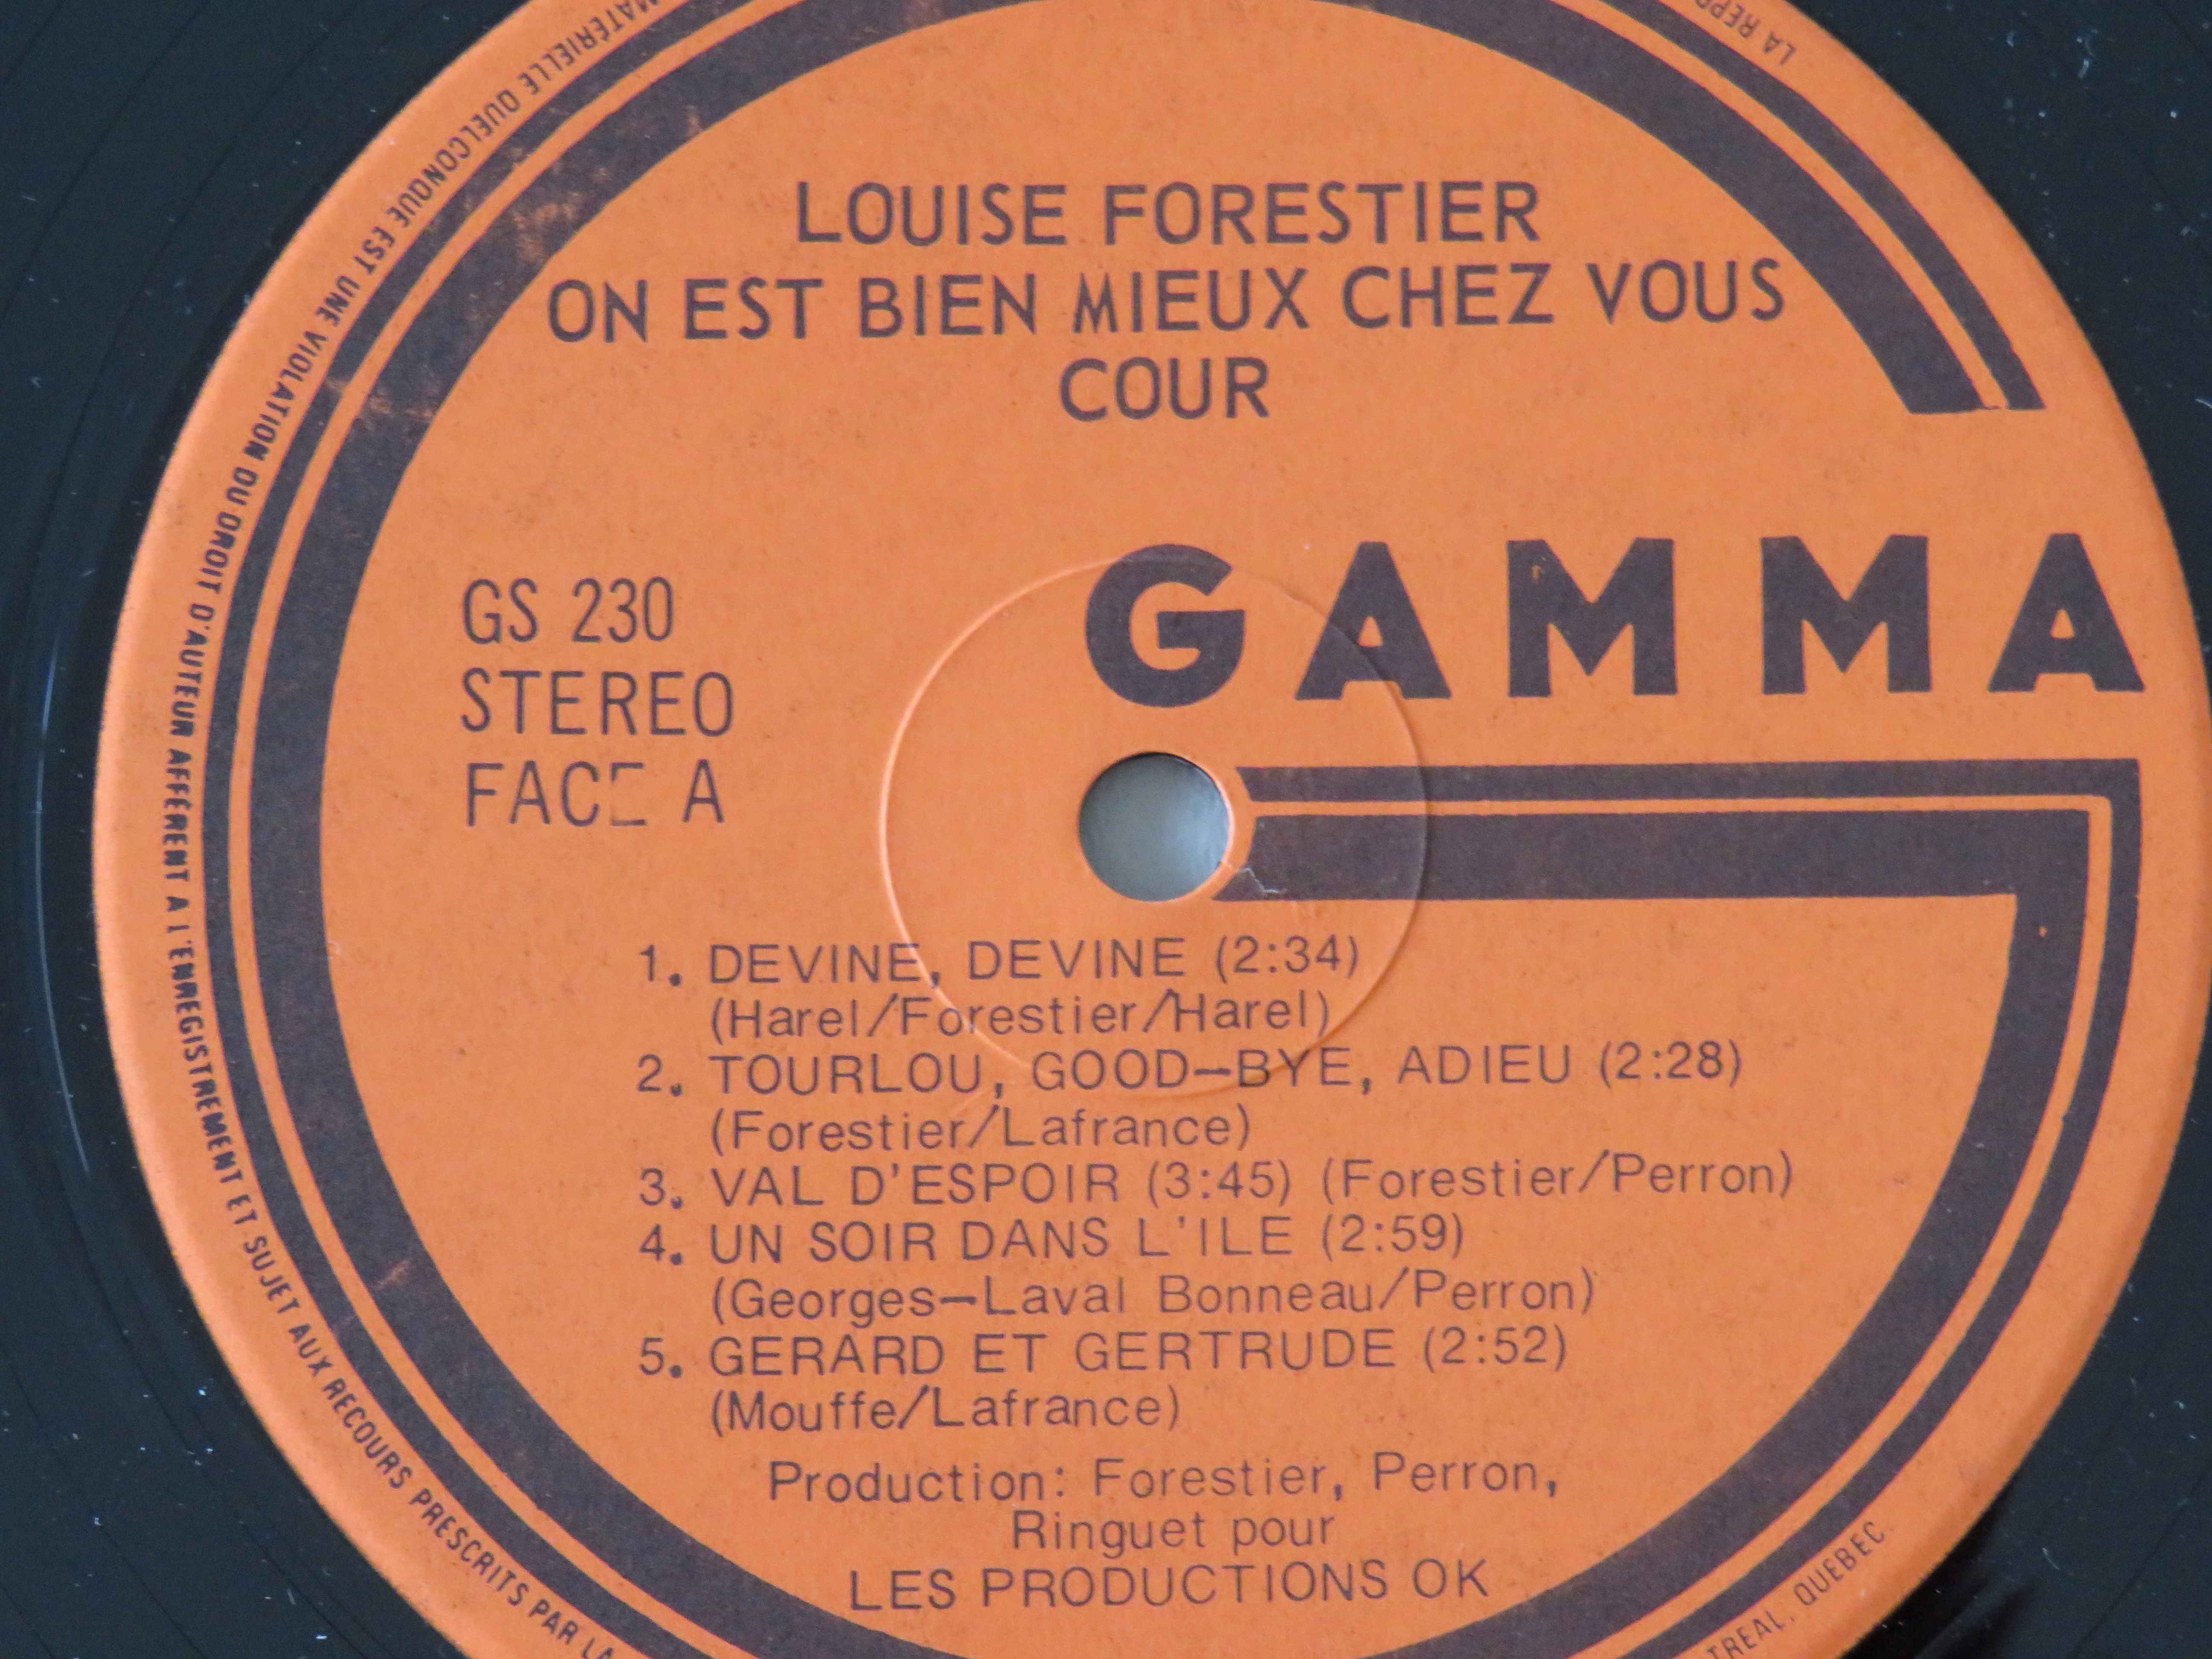 LOUISE FORESTIER
ON EST BIEN MIEUX CHEZ VOUS
COUR
GAMMA
GS 230
STEREO
FACE A
1. DEVINE, DEVINE (2:34)
(Harel/Forestier/Harel)
2. TOURLOU, GOOD-BYE, ADIEU (2:28)
(Forestier/Lafrance)
3. VAL D'ESPOIR (3:45) (Forestier/Perron)
4. UN SOIR DANS L'ILE (2:59)
(Georges-Laval Bonneau/Perron)
5. GERARD ET GERTRUDE (2:52)
(Mouffe/Lafrance)
Production: Forestier, Perron,
Ringuet pour
LES PRODUCTIONS OK
LA REPR
MATÉRIELLE QUELCONQUE EST UNE VIOLATION DU DROIT D'AUTEUR AFFÉRENT A L'ENREGISTREMENT ET SUJET AUX RECOURS PRESCRITS PAR LA
TREAL, QUEBEC.